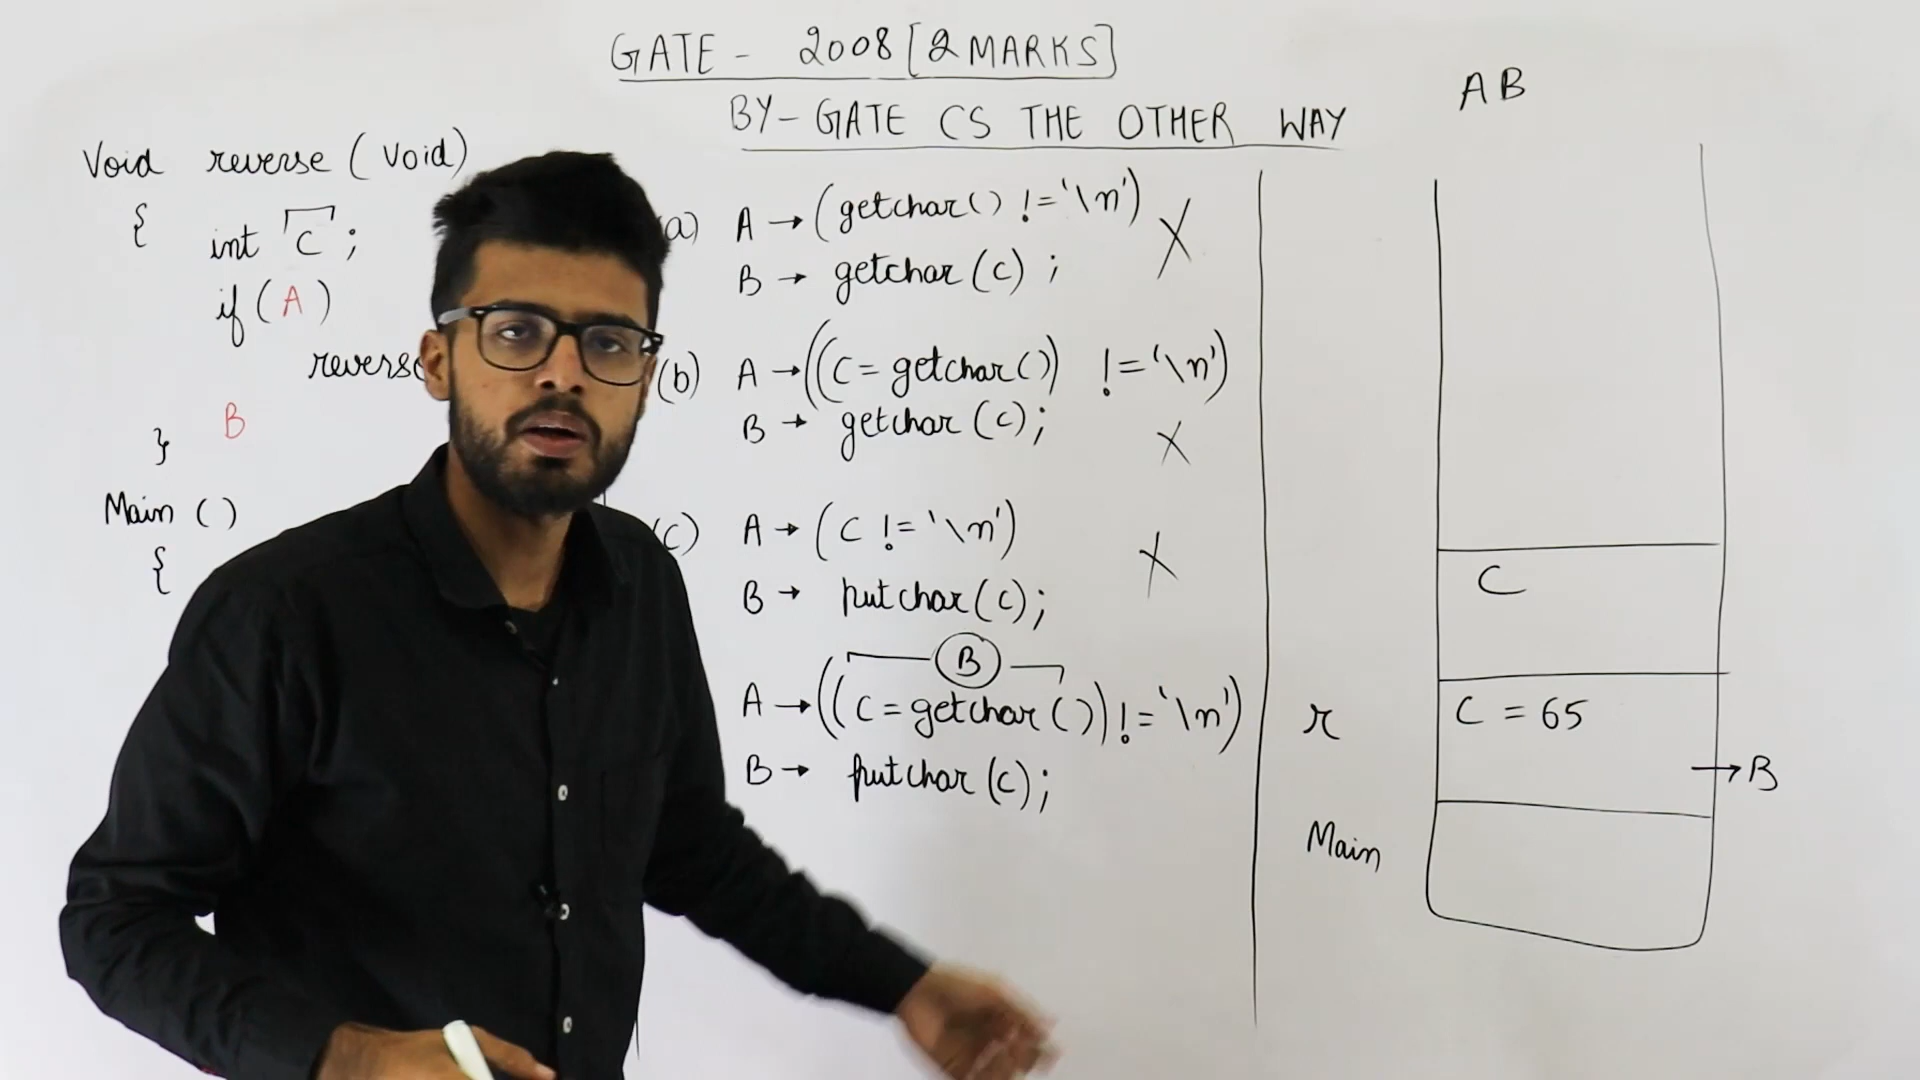 GATE - 2008 [2 MARKS]
BY - GATE CS THE OTHER WAY
Void reverse (Void)
{
int C ;
if ( A )
reverse
B
}
Main ()
{
(a) A → (getchar() != '\n') X
B → getchar (c) ;
(b) A → ((C = getchar()) != '\n')
B → getchar (c); X
(c) A → (C != '\n') X
B → putchar (c);
B
A → ((C = getchar ()) != '\n')
B → putchar (c);
AB
C
r C = 65
→ B
Main